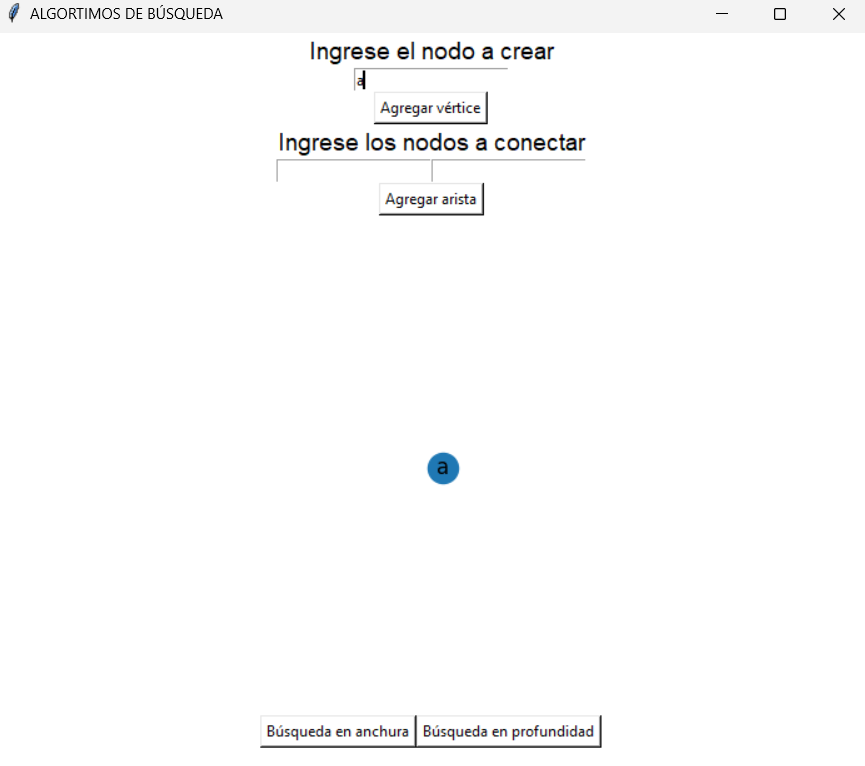 ALGORTIMOS DE BÚSQUEDA
Ingrese el nodo a crear
a
Agregar vértice
Ingrese los nodos a conectar
Agregar arista
a
Búsqueda en anchura Búsqueda en profundidad